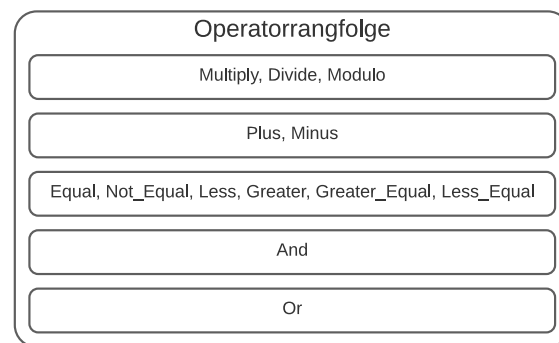 Operatorrangfolge
Multiply, Divide, Modulo
Plus, Minus
Equal, Not_Equal, Less, Greater, Greater_Equal, Less_Equal
And
Or